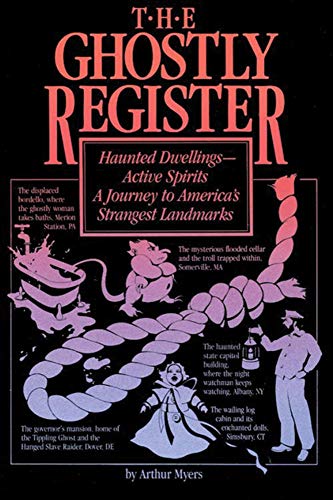 T·H·E
GHOSTLY
REGISTER
Haunted Dwellings—
Active Spirits
A Journey to America's
Strangest Landmarks
The displaced
bordello, where
the ghostly woman
takes baths, Merion
Station, PA
The mysterious flooded cellar
and the troll trapped within,
Somerville, MA
The haunted
state capitol
building,
where the night
watchman keeps
watching, Albany, NY
The wailing log
cabin and its
enchanted dolls,
Simsbury, CT
The governor's mansion, home of
the Tippling Ghost and the
Hanged Slave Raider, Dover, DE
by Arthur Myers